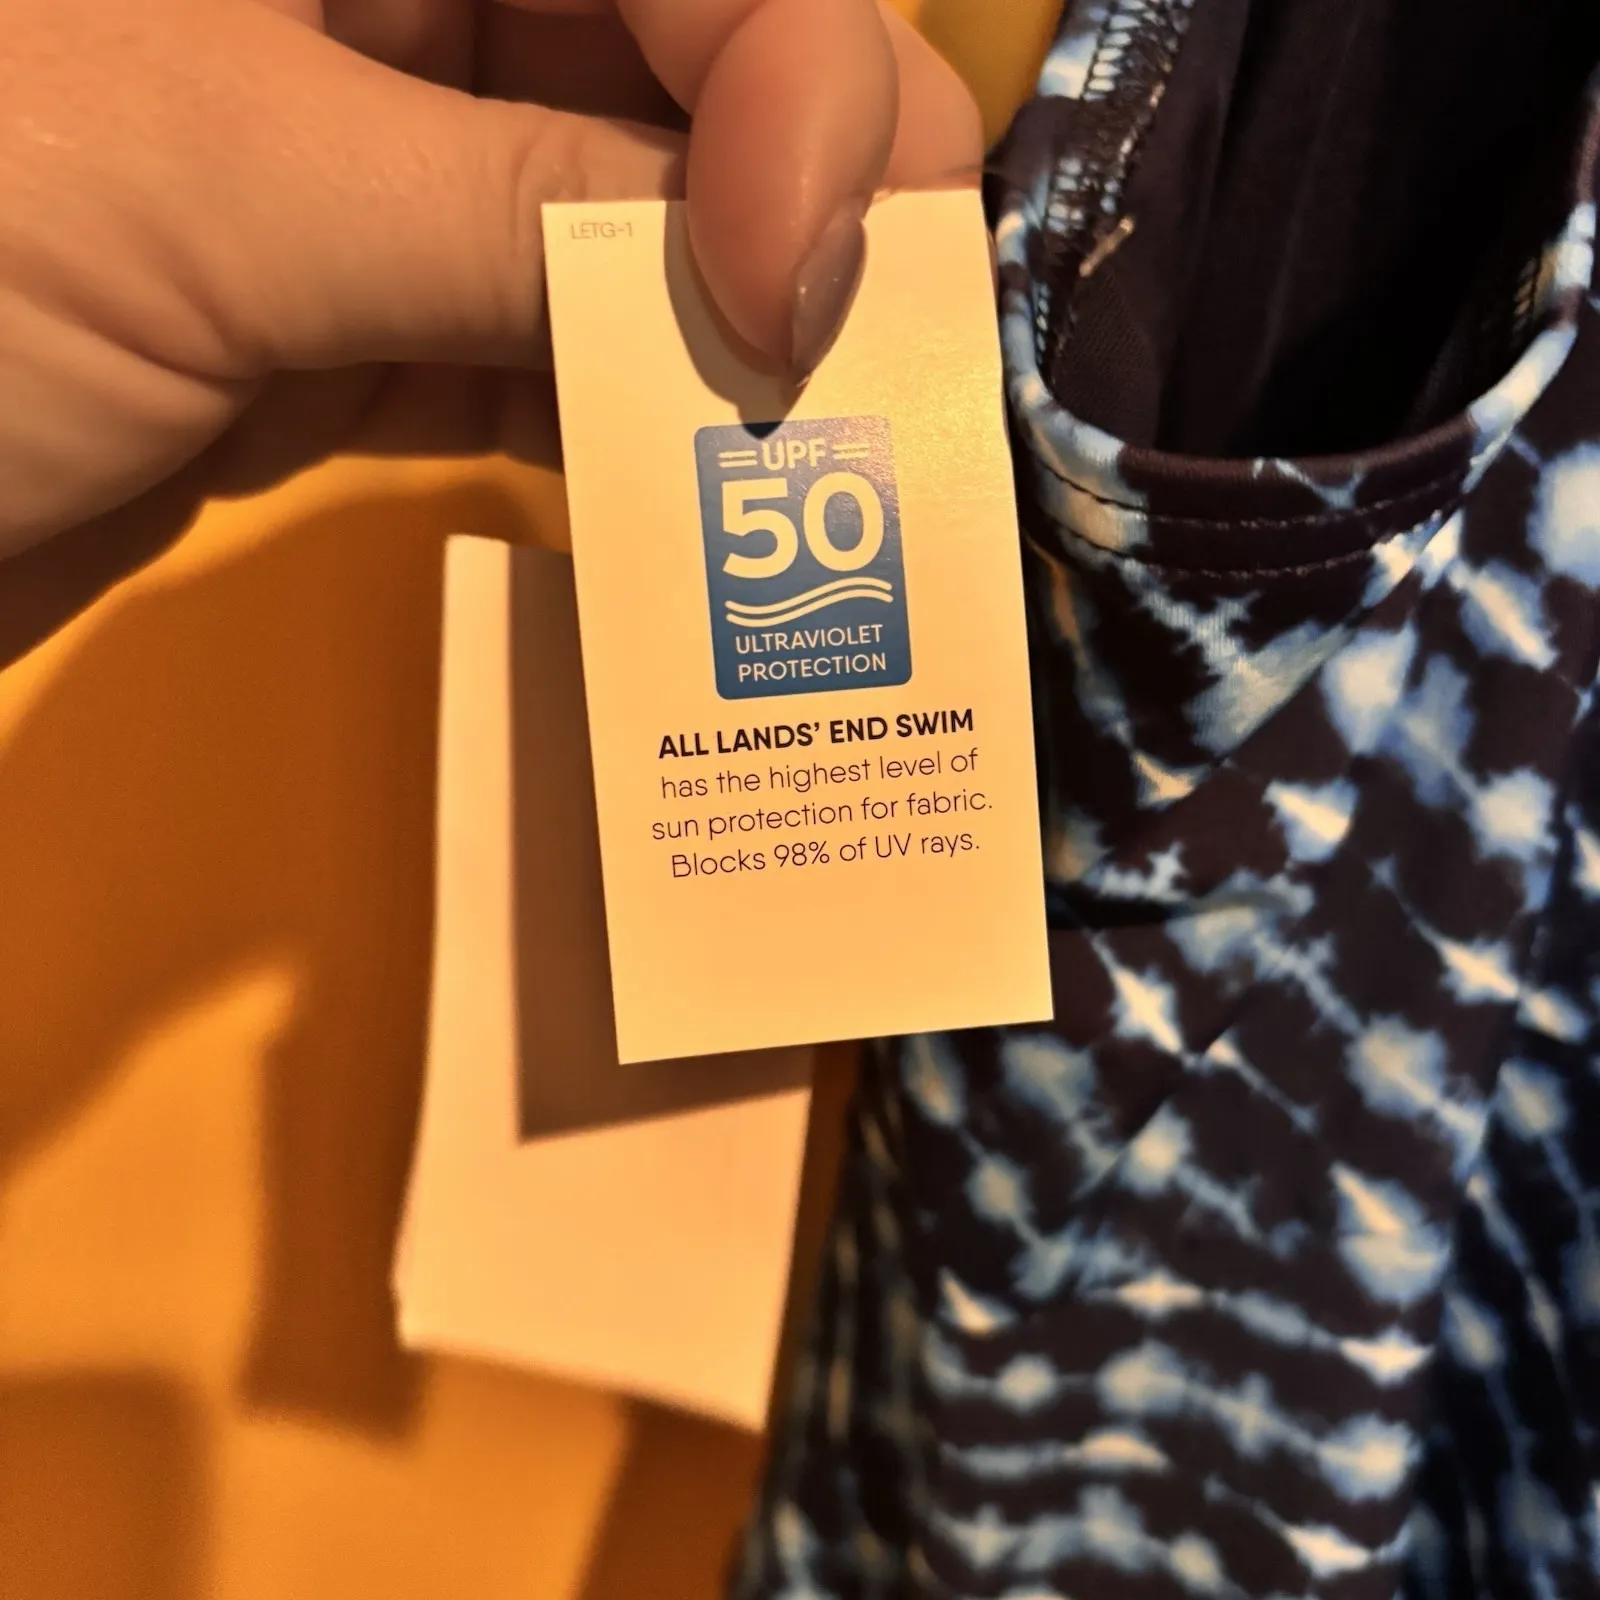 LETG-1
UPF
50
ULTRAVIOLET
PROTECTION
ALL LANDS' END SWIM
has the highest level of
sun protection for fabric.
Blocks 98% of UV rays.